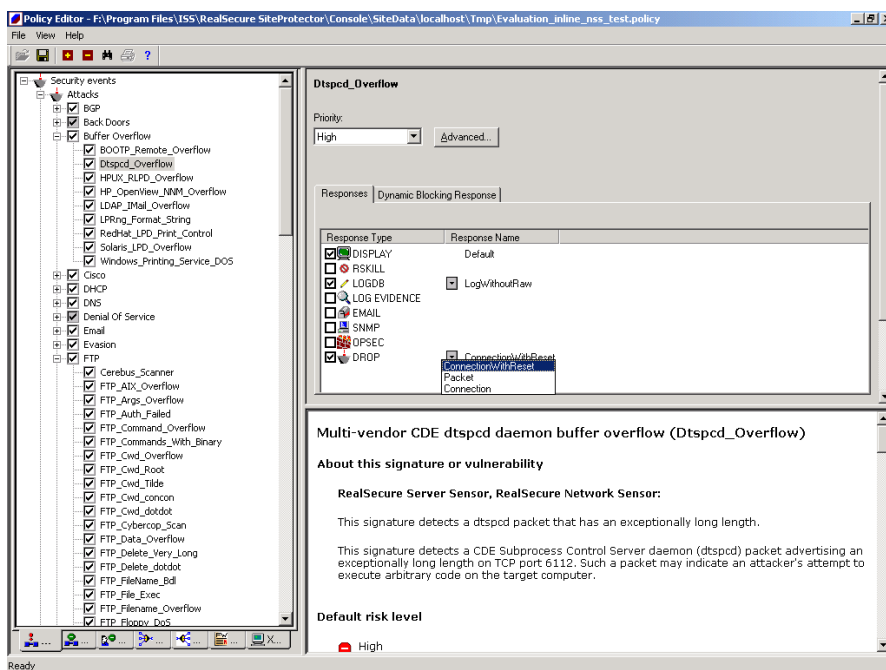 Policy Editor - F:\Program Files\ISS\RealSecure SiteProtector\Console\SiteData\localhost\Tmp\Evaluation_inline_nss_test.policy
File View Help
Security events
Attacks
BGP
Back Doors
Buffer Overflow
BOOTP_Remote_Overflow
Dtspcd_Overflow
HPUX_RLPD_Overflow
HP_OpenView_NNM_Overflow
LDAP_IMail_Overflow
LPRng_Format_String
RedHat_LPD_Print_Control
Solaris_LPD_Overflow
Windows_Printing_Service_DOS
Cisco
DHCP
DNS
Denial Of Service
Email
Evasion
FTP
Cerebus_Scanner
FTP_AIX_Overflow
FTP_Args_Overflow
FTP_Auth_Failed
FTP_Command_Overflow
FTP_Commands_With_Binary
FTP_Cwd_Overflow
FTP_Cwd_Root
FTP_Cwd_Tilde
FTP_Cwd_concon
FTP_Cwd_dotdot
FTP_Cybercop_Scan
FTP_Data_Overflow
FTP_Delete_Very_Long
FTP_Delete_dotdot
FTP_FileName_Bdl
FTP_File_Exec
FTP_Filename_Overflow
FTP_Floppy_DoS
... ... ... ... ... ... X...
Dtspcd_Overflow
Priority:
High Advanced...
Responses Dynamic Blocking Response
Response Type Response Name
DISPLAY Default
RSKILL
LOGDB LogWithoutRaw
LOG EVIDENCE
EMAIL
SNMP
OPSEC
DROP ConnectionWithReset
ConnectionWithReset
Packet
Connection
Multi-vendor CDE dtspcd daemon buffer overflow (Dtspcd_Overflow)
About this signature or vulnerability
RealSecure Server Sensor, RealSecure Network Sensor:
This signature detects a dtspcd packet that has an exceptionally long length.
This signature detects a CDE Subprocess Control Server daemon (dtspcd) packet advertising an
exceptionally long length on TCP port 6112. Such a packet may indicate an attacker's attempt to
execute arbitrary code on the target computer.
Default risk level
High
Ready